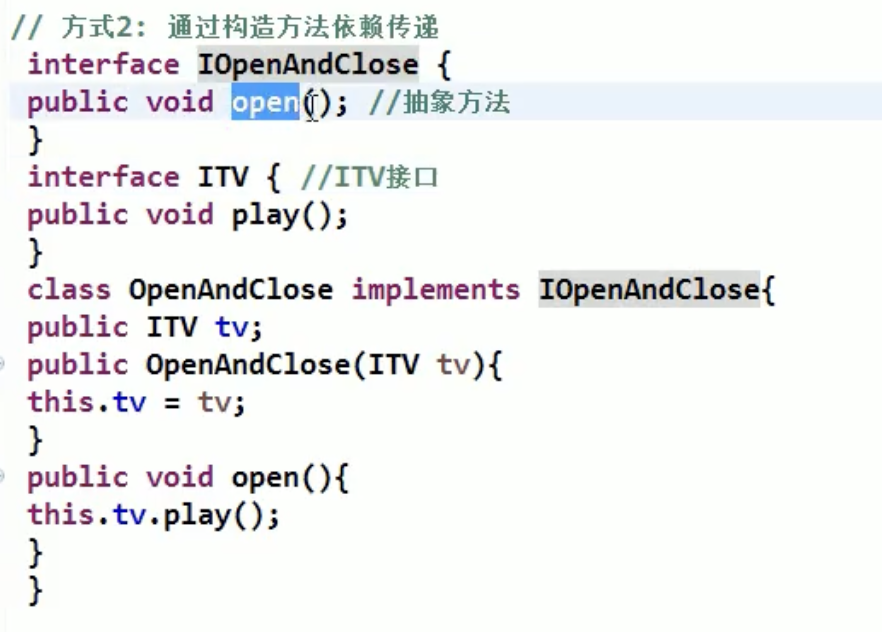 // 方式2: 通过构造方法依赖传递
interface IOpenAndClose {
public void open(); //抽象方法
}
interface ITV { //ITV接口
public void play();
}
class OpenAndClose implements IOpenAndClose{
public ITV tv;
public OpenAndClose(ITV tv){
this.tv = tv;
}
public void open(){
this.tv.play();
}
}